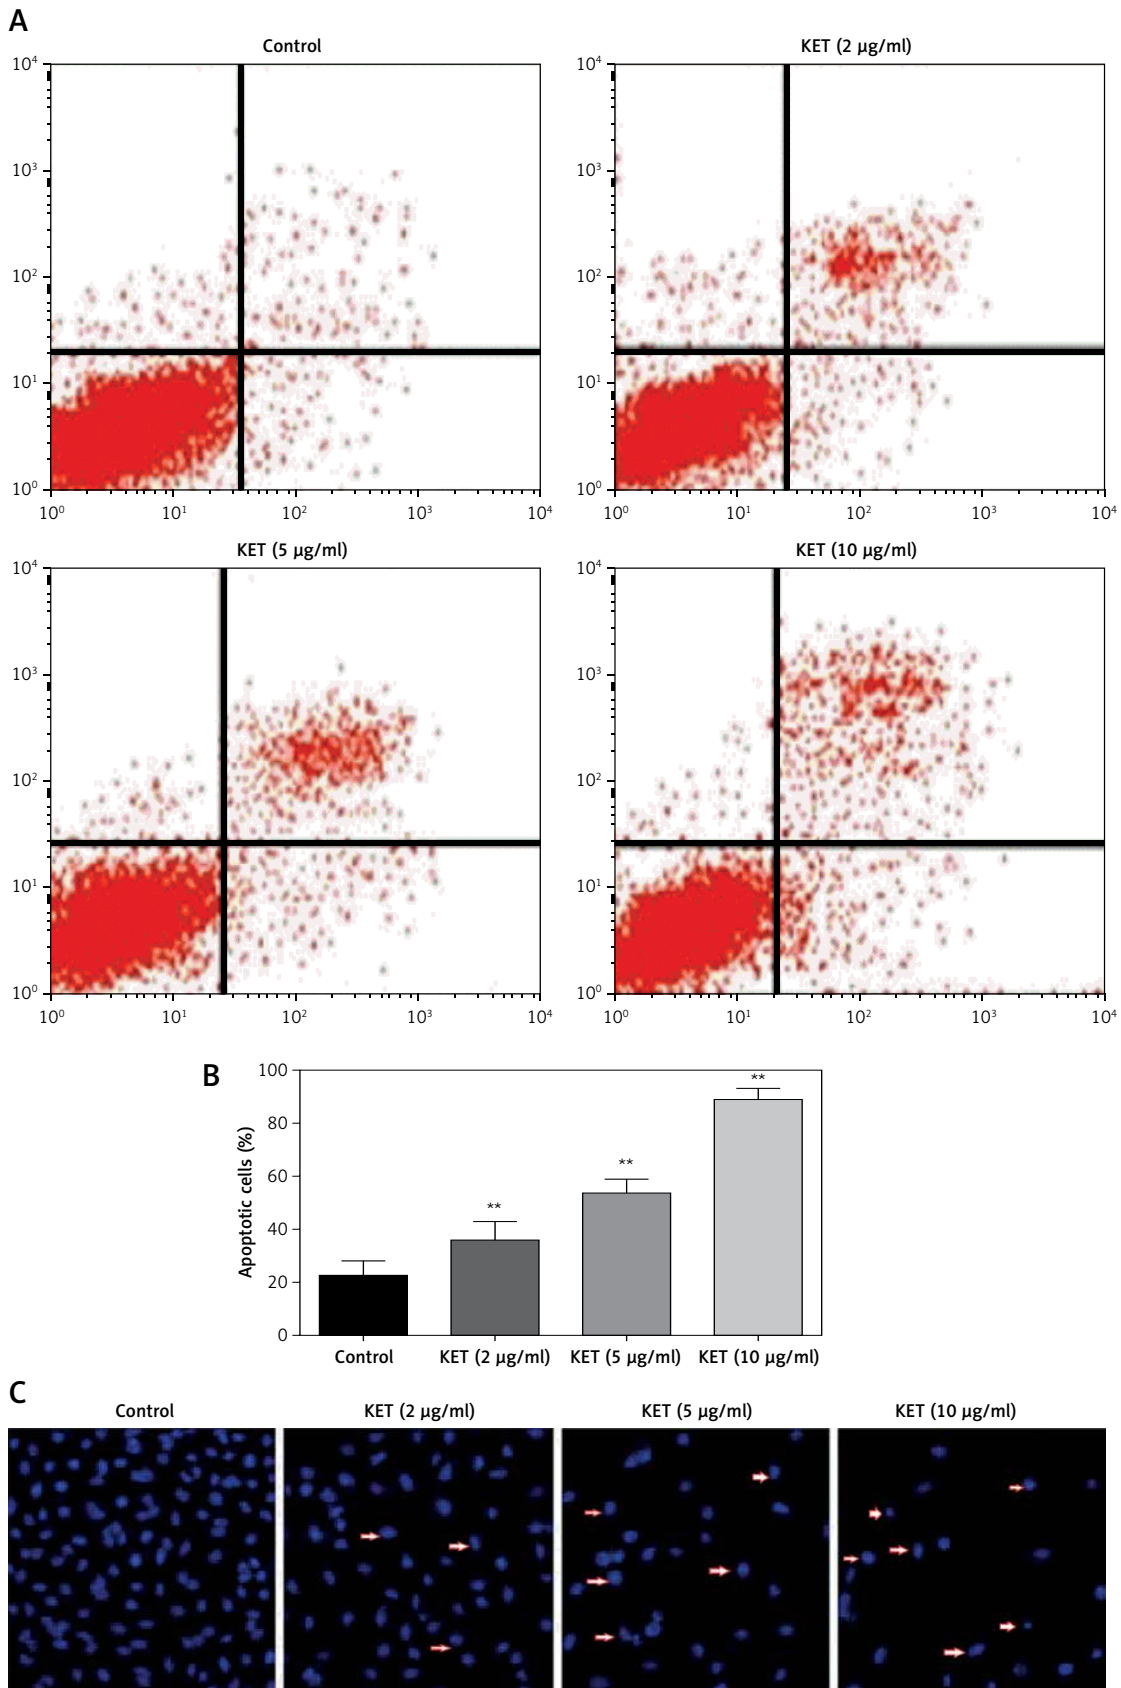 A
Control
KET (2 µg/ml)
10⁴
10³
10²
10¹
10⁰
10⁰ 10¹ 10² 10³ 10⁴
10⁴
10³
10²
10¹
10⁰
10⁰ 10¹ 10² 10³ 10⁴
KET (5 µg/ml)
KET (10 µg/ml)
10⁴
10³
10²
10¹
10⁰
10⁰ 10¹ 10² 10³ 10⁴
10⁴
10³
10²
10¹
10⁰
10⁰ 10¹ 10² 10³ 10⁴
B
Apoptotic cells (%)
100
80
60
40
20
0
**
**
**
Control KET (2 µg/ml) KET (5 µg/ml) KET (10 µg/ml)
C
Control KET (2 µg/ml) KET (5 µg/ml) KET (10 µg/ml)